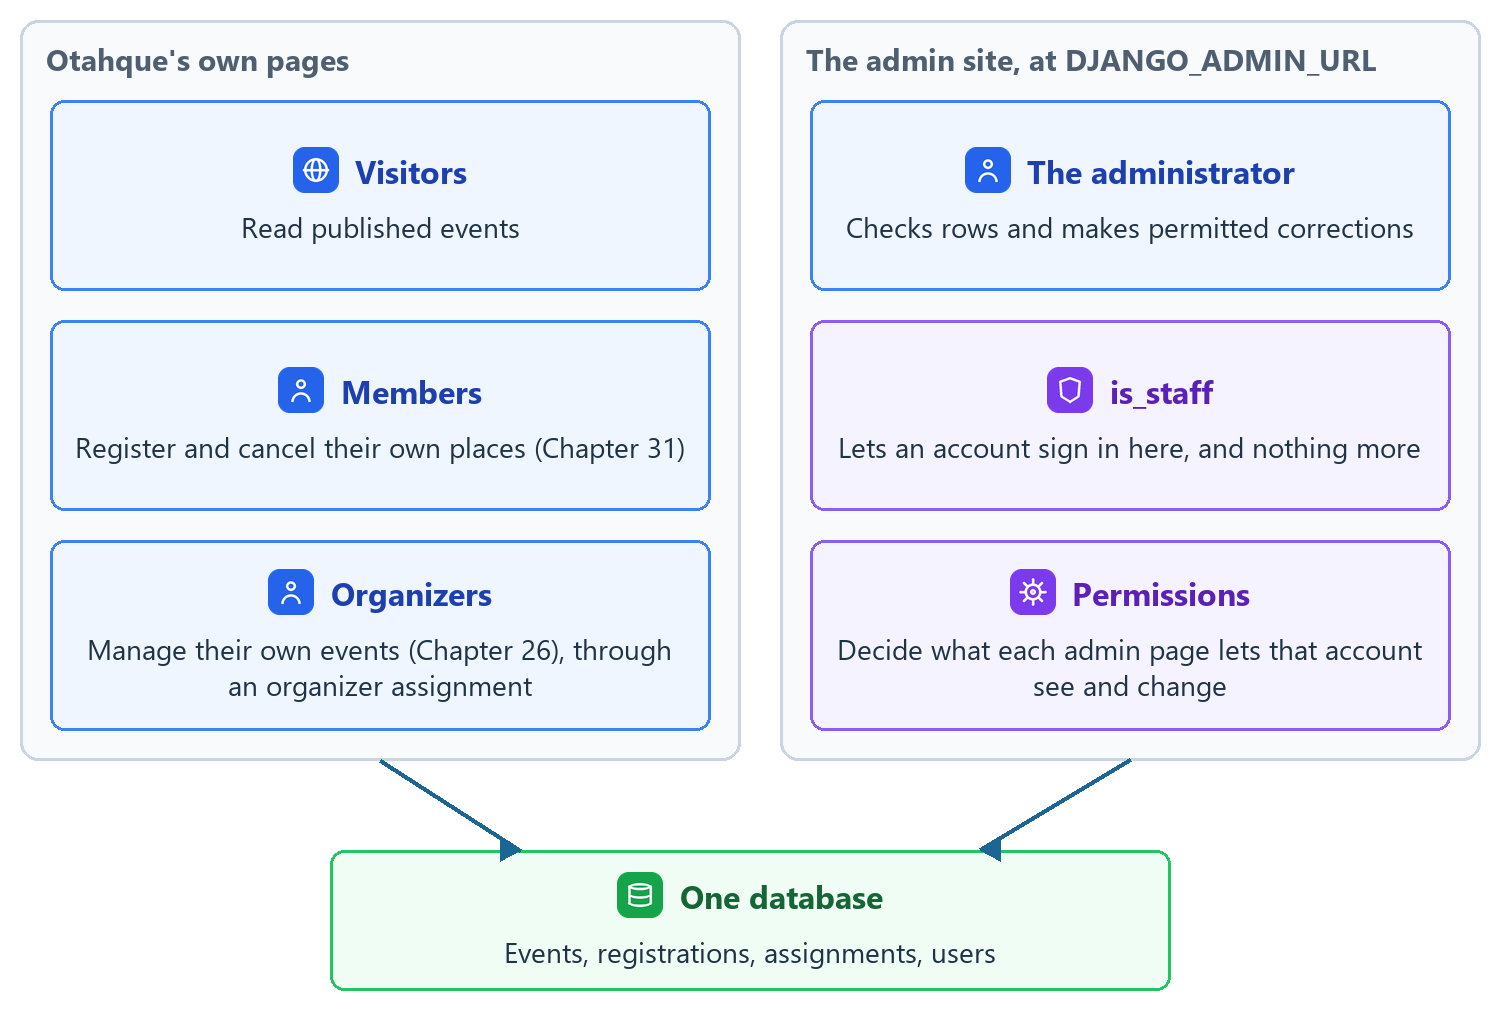 Otahque's own pages
Visitors
Read published events
Members
Register and cancel their own places (Chapter 31)
Organizers
Manage their own events (Chapter 26), through
an organizer assignment
The admin site, at DJANGO_ADMIN_URL
The administrator
Checks rows and makes permitted corrections
is_staff
Lets an account sign in here, and nothing more
Permissions
Decide what each admin page lets that account
see and change
One database
Events, registrations, assignments, users